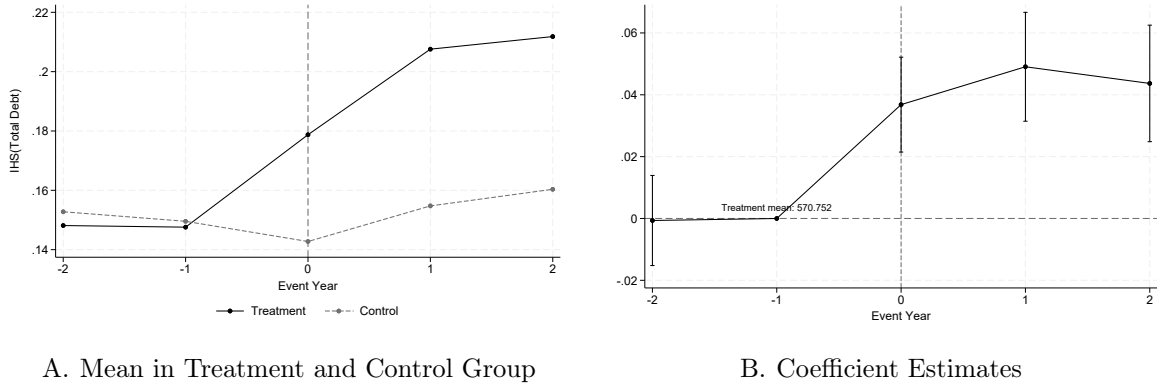 .22
.2
.18
.16
.14
IHS(Total Debt)
-2 -1 0 1 2
Event Year
Treatment Control
A. Mean in Treatment and Control Group
.06
.04
.02
0
-.02
Treatment mean: 570.752
-2 -1 0 1 2
Event Year
B. Coefficient Estimates